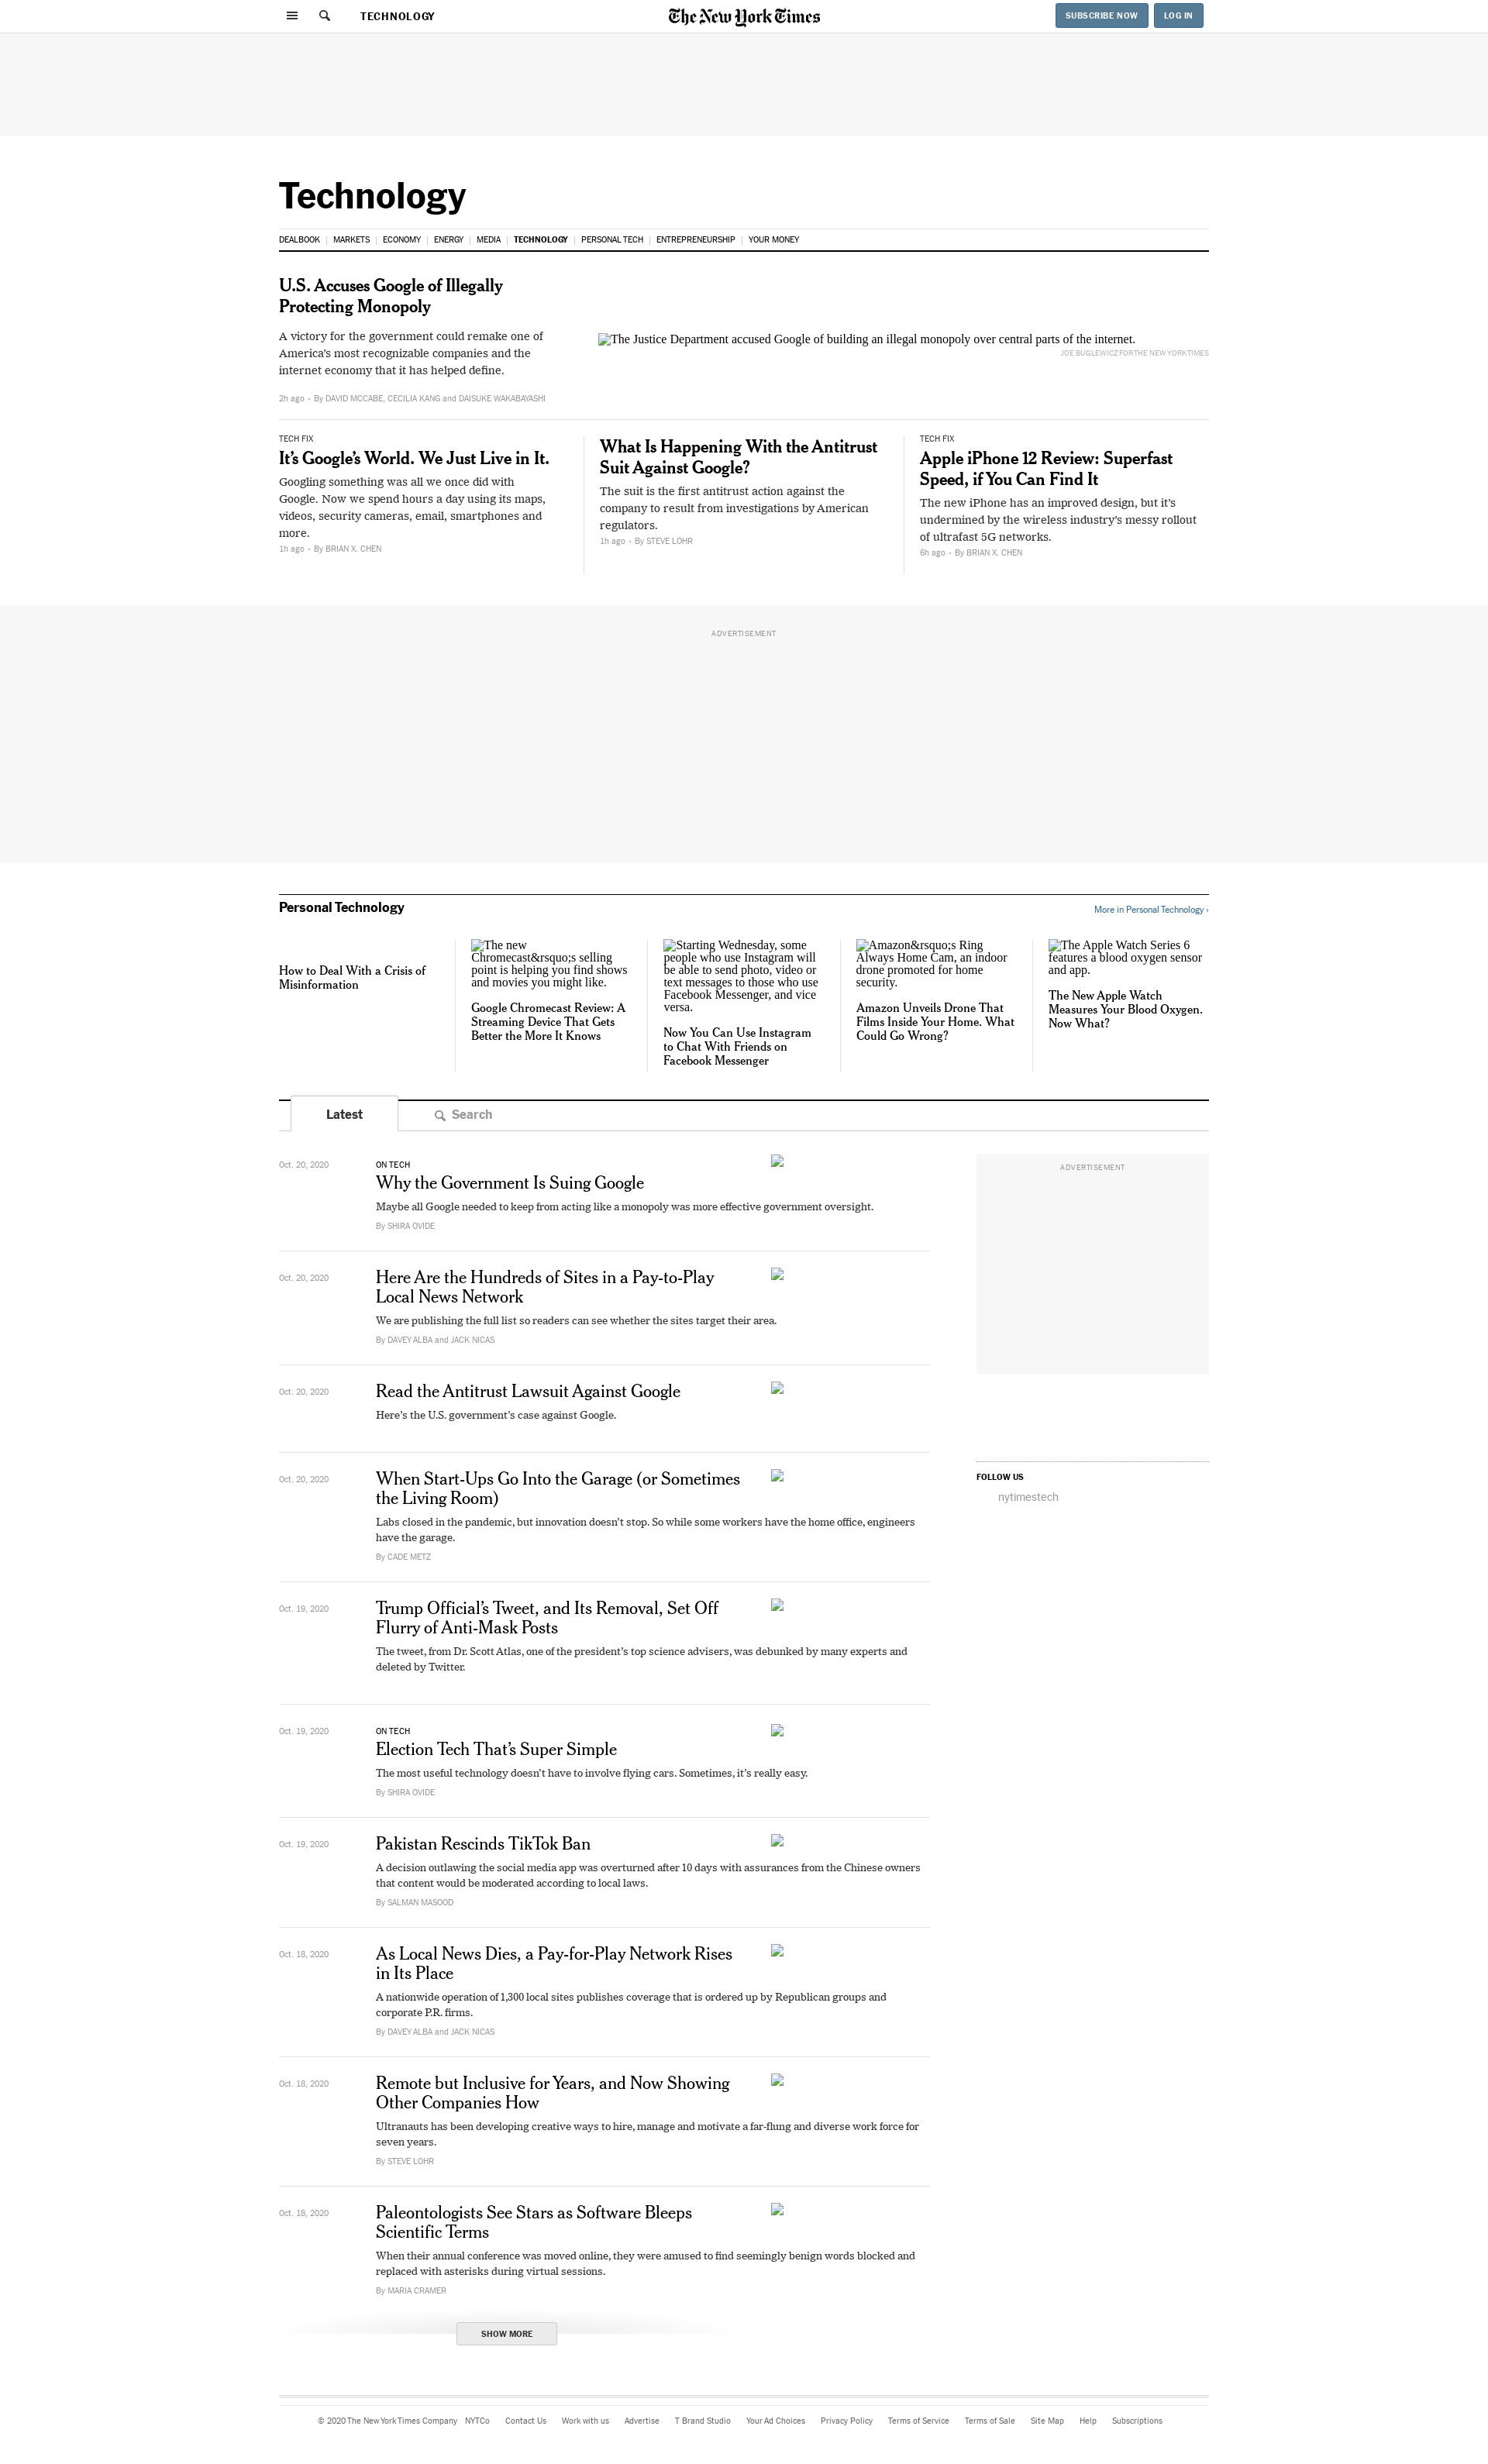 TECHNOLOGY
The New York Times
SUBSCRIBE NOW
LOG IN
Technology
DEALBOOK
MARKETS
ECONOMY
ENERGY
MEDIA
TECHNOLOGY
PERSONAL TECH
ENTREPRENEURSHIP
YOUR MONEY
U.S. Accuses Google of Illegally
Protecting Monopoly
A victory for the government could remake one of
America’s most recognizable companies and the
internet economy that it has helped define.
2h ago • By DAVID MCCABE, CECILIA KANG and DAISUKE WAKABAYASHI
The Justice Department accused Google of building an illegal monopoly over central parts of the internet.
JOE BUGLEWICZ FOR THE NEW YORK TIMES
TECH FIX
It’s Google’s World. We Just Live in It.
Googling something was all we once did with
Google. Now we spend hours a day using its maps,
videos, security cameras, email, smartphones and
more.
1h ago • By BRIAN X. CHEN
What Is Happening With the Antitrust
Suit Against Google?
The suit is the first antitrust action against the
company to result from investigations by American
regulators.
1h ago • By STEVE LOHR
TECH FIX
Apple iPhone 12 Review: Superfast
Speed, if You Can Find It
The new iPhone has an improved design, but it’s
undermined by the wireless industry’s messy rollout
of ultrafast 5G networks.
6h ago • By BRIAN X. CHEN
ADVERTISEMENT
Personal Technology
More in Personal Technology ›
How to Deal With a Crisis of
Misinformation
The new
Chromecast&rsquo;s selling
point is helping you find shows
and movies you might like.
Google Chromecast Review: A
Streaming Device That Gets
Better the More It Knows
Starting Wednesday, some
people who use Instagram will
be able to send photo, video or
text messages to those who use
Facebook Messenger, and vice
versa.
Now You Can Use Instagram
to Chat With Friends on
Facebook Messenger
Amazon&rsquo;s Ring
Always Home Cam, an indoor
drone promoted for home
security.
Amazon Unveils Drone That
Films Inside Your Home. What
Could Go Wrong?
The Apple Watch Series 6
features a blood oxygen sensor
and app.
The New Apple Watch
Measures Your Blood Oxygen.
Now What?
Latest
Search
Oct. 20, 2020
ON TECH
Why the Government Is Suing Google
Maybe all Google needed to keep from acting like a monopoly was more effective government oversight.
By SHIRA OVIDE
Oct. 20, 2020
Here Are the Hundreds of Sites in a Pay-to-Play
Local News Network
We are publishing the full list so readers can see whether the sites target their area.
By DAVEY ALBA and JACK NICAS
Oct. 20, 2020
Read the Antitrust Lawsuit Against Google
Here’s the U.S. government’s case against Google.
Oct. 20, 2020
When Start-Ups Go Into the Garage (or Sometimes
the Living Room)
Labs closed in the pandemic, but innovation doesn’t stop. So while some workers have the home office, engineers
have the garage.
By CADE METZ
Oct. 19, 2020
Trump Official’s Tweet, and Its Removal, Set Off
Flurry of Anti-Mask Posts
The tweet, from Dr. Scott Atlas, one of the president’s top science advisers, was debunked by many experts and
deleted by Twitter.
Oct. 19, 2020
ON TECH
Election Tech That’s Super Simple
The most useful technology doesn’t have to involve flying cars. Sometimes, it’s really easy.
By SHIRA OVIDE
Oct. 19, 2020
Pakistan Rescinds TikTok Ban
A decision outlawing the social media app was overturned after 10 days with assurances from the Chinese owners
that content would be moderated according to local laws.
By SALMAN MASOOD
Oct. 18, 2020
As Local News Dies, a Pay-for-Play Network Rises
in Its Place
A nationwide operation of 1,300 local sites publishes coverage that is ordered up by Republican groups and
corporate P.R. firms.
By DAVEY ALBA and JACK NICAS
Oct. 18, 2020
Remote but Inclusive for Years, and Now Showing
Other Companies How
Ultranauts has been developing creative ways to hire, manage and motivate a far-flung and diverse work force for
seven years.
By STEVE LOHR
Oct. 18, 2020
Paleontologists See Stars as Software Bleeps
Scientific Terms
When their annual conference was moved online, they were amused to find seemingly benign words blocked and
replaced with asterisks during virtual sessions.
By MARIA CRAMER
SHOW MORE
ADVERTISEMENT
FOLLOW US
nytimestech
© 2020 The New York Times Company
NYTCo
Contact Us
Work with us
Advertise
T Brand Studio
Your Ad Choices
Privacy Policy
Terms of Service
Terms of Sale
Site Map
Help
Subscriptions